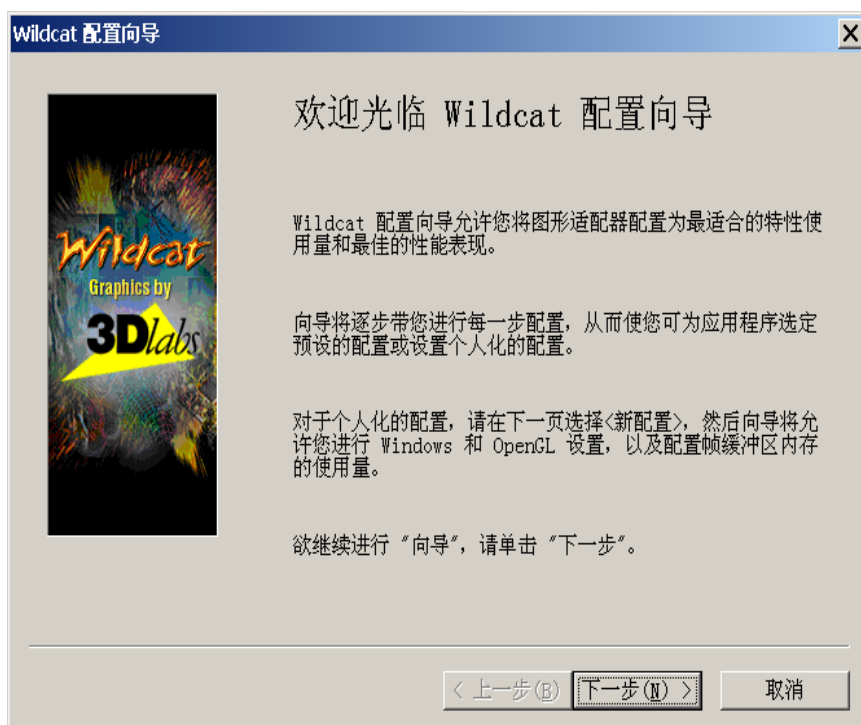 Wildcat 配置向导
欢迎光临 Wildcat 配置向导
Wildcat
Graphics by
3Dlabs
Wildcat 配置向导允许您将图形适配器配置为最适合的特性使
用量和最佳的性能表现。
向导将逐步带您进行每一步配置，从而使您可为应用程序选定
预设的配置或设置个人化的配置。
对于个人化的配置，请在下一页选择<新配置>，然后向导将允
许您进行 Windows 和 OpenGL 设置，以及配置帧缓冲区内存
的使用量。
欲继续进行 "向导"，请单击 "下一步"。
< 上一步(B)
下一步(N) >
取消